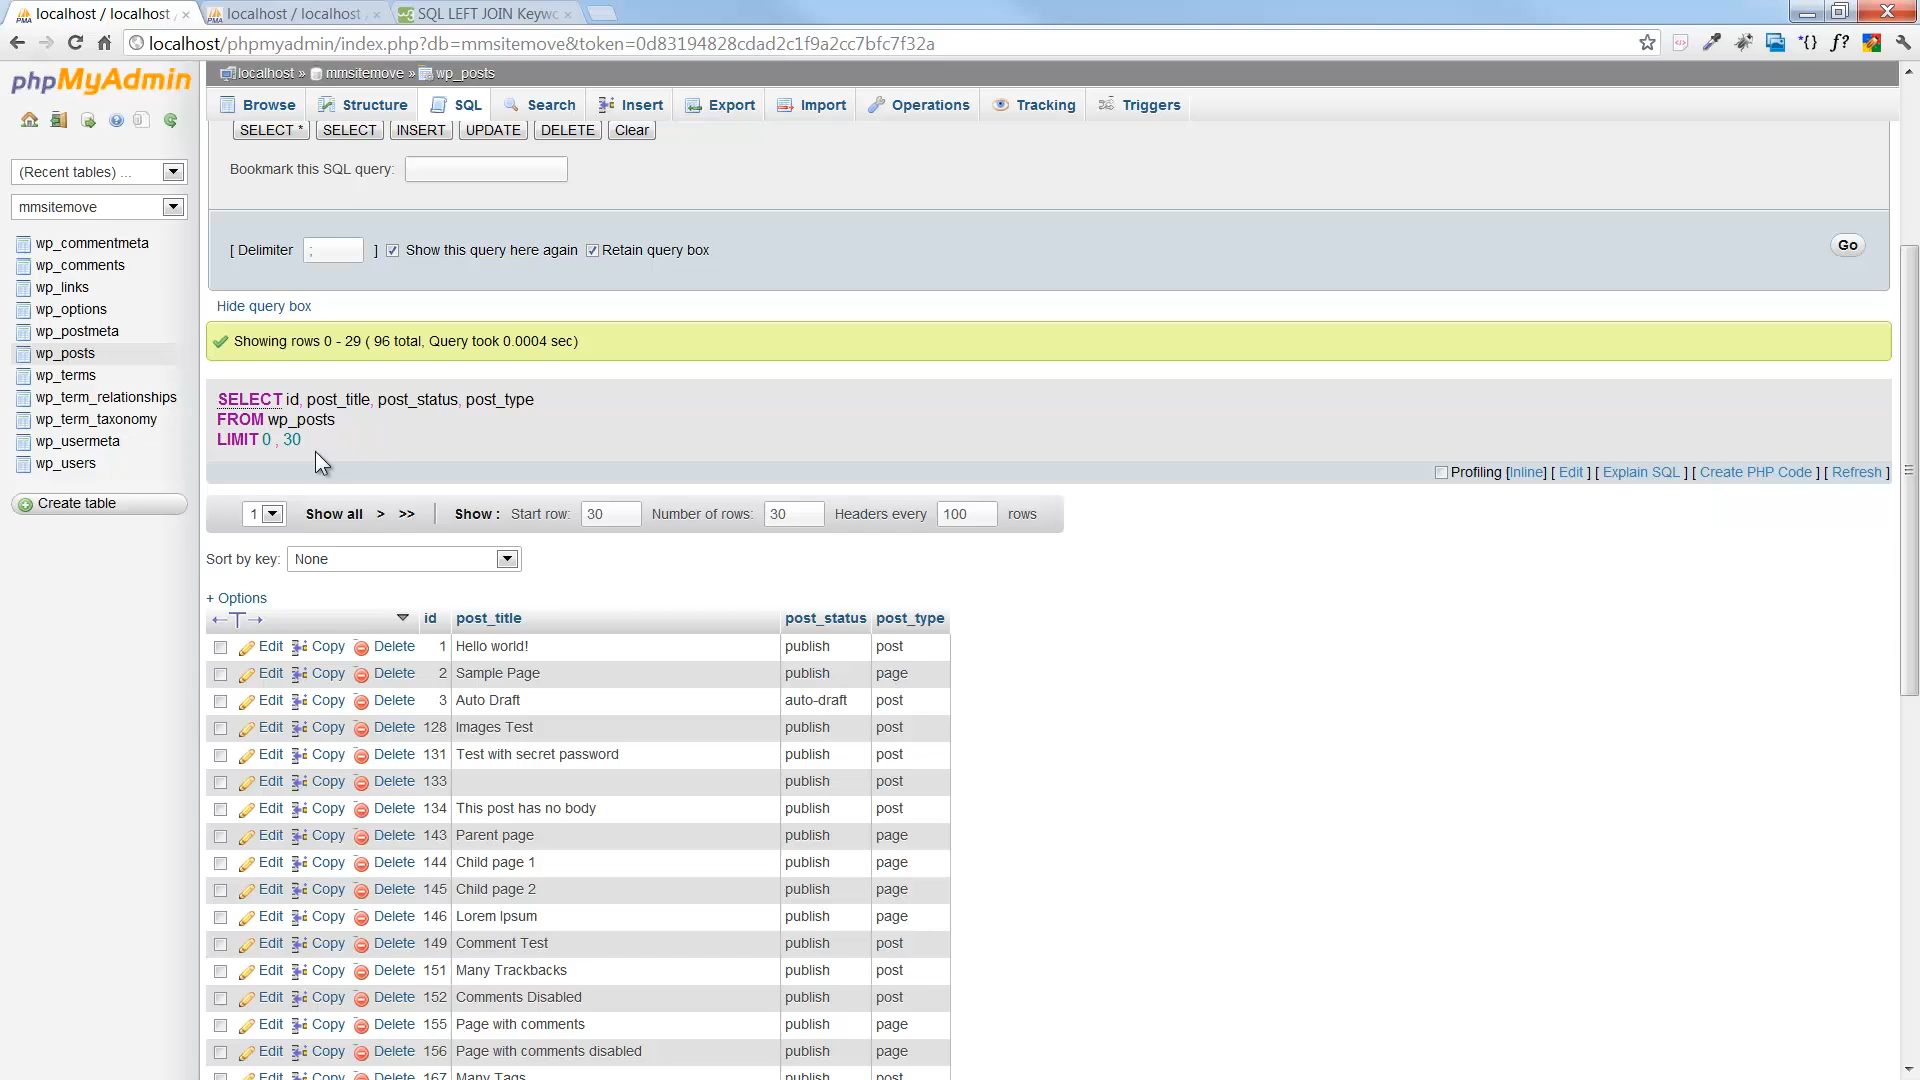 localhost / localhost
localhost / localhost
SQL LEFT JOIN Keywo
localhost/phpmyadmin/index.php?db=mmsitemove&token=0d83194828cdad2c1f9a2cc7bfc7f32a
phpMyAdmin
(Recent tables) ...
mmsitemove
wp_commentmeta
wp_comments
wp_links
wp_options
wp_postmeta
wp_posts
wp_terms
wp_term_relationships
wp_term_taxonomy
wp_usermeta
wp_users
Create table
localhost » mmsitemove » wp_posts
Browse Structure SQL Search Insert Export Import Operations Tracking Triggers
SELECT * SELECT INSERT UPDATE DELETE Clear
Bookmark this SQL query:
[ Delimiter ; ] Show this query here again Retain query box Go
Hide query box
Showing rows 0 - 29 ( 96 total, Query took 0.0004 sec)
SELECT id, post_title, post_status, post_type
FROM wp_posts
LIMIT 0 , 30
Profiling [Inline] [ Edit ] [ Explain SQL ] [ Create PHP Code ] [ Refresh ]
1 Show all > >> Show : Start row: 30 Number of rows: 30 Headers every 100 rows
Sort by key: None
+ Options
←T→ id post_title post_status post_type
Edit Copy Delete 1 Hello world! publish post
Edit Copy Delete 2 Sample Page publish page
Edit Copy Delete 3 Auto Draft auto-draft post
Edit Copy Delete 128 Images Test publish post
Edit Copy Delete 131 Test with secret password publish post
Edit Copy Delete 133 publish post
Edit Copy Delete 134 This post has no body publish post
Edit Copy Delete 143 Parent page publish page
Edit Copy Delete 144 Child page 1 publish page
Edit Copy Delete 145 Child page 2 publish page
Edit Copy Delete 146 Lorem Ipsum publish page
Edit Copy Delete 149 Comment Test publish post
Edit Copy Delete 151 Many Trackbacks publish post
Edit Copy Delete 152 Comments Disabled publish post
Edit Copy Delete 155 Page with comments publish page
Edit Copy Delete 156 Page with comments disabled publish page
Edit Copy Delete 167 Many Tags publish post